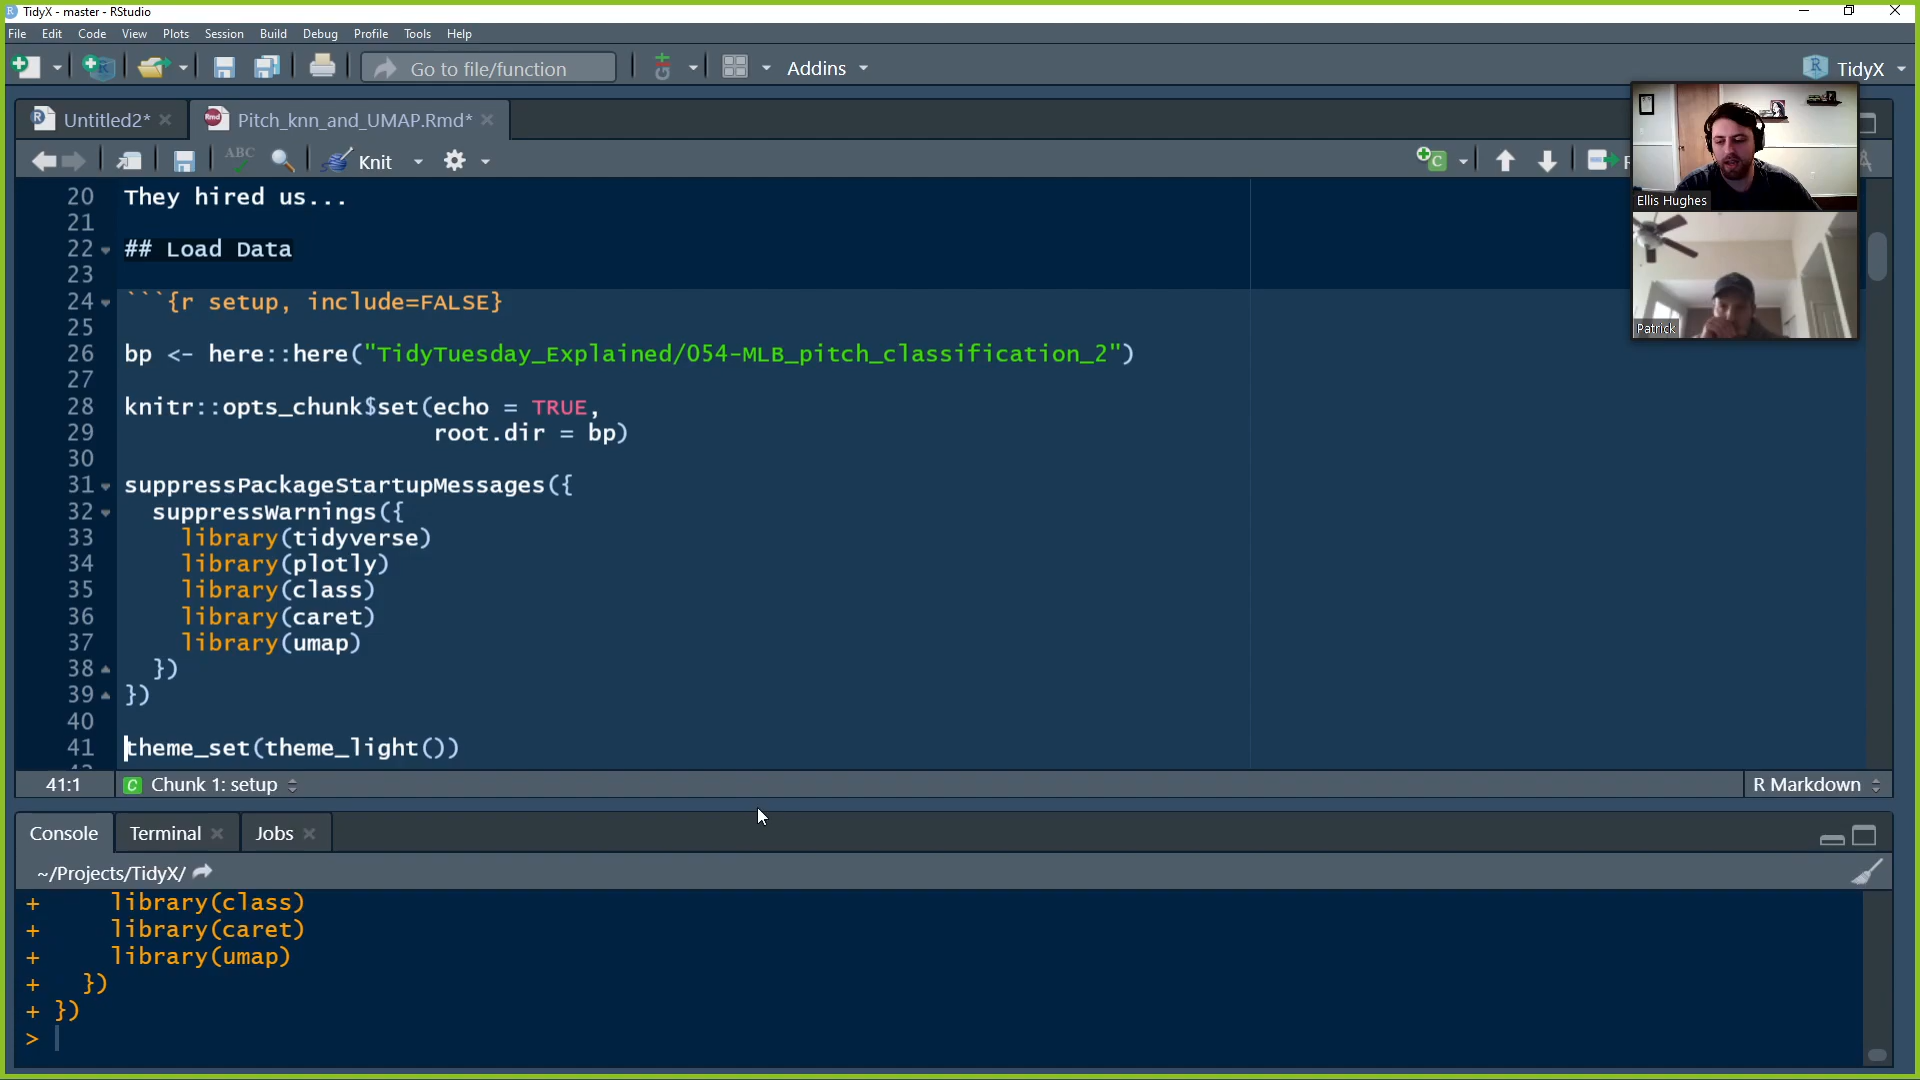 TidyX - master - RStudio
File Edit Code View Plots Session Build Debug Profile Tools Help
Go to file/function
Addins
TidyX
Untitled2*
Pitch_knn_and_UMAP.Rmd*
ABC
Knit
20 They hired us...
21
22 ## Load Data
23
24 ```{r setup, include=FALSE}
25
26 bp <- here::here("TidyTuesday_Explained/054-MLB_pitch_classification_2")
27
28 knitr::opts_chunk$set(echo = TRUE,
29 root.dir = bp)
30
31 suppressPackageStartupMessages({
32 suppressWarnings({
33 library(tidyverse)
34 library(plotly)
35 library(class)
36 library(caret)
37 library(umap)
38 })
39 })
40
41 theme_set(theme_light())
Ellis Hughes
Patrick
41:1
Chunk 1: setup
R Markdown
Console Terminal Jobs
~/Projects/TidyX/
+ library(class)
+ library(caret)
+ library(umap)
+ })
+ })
>